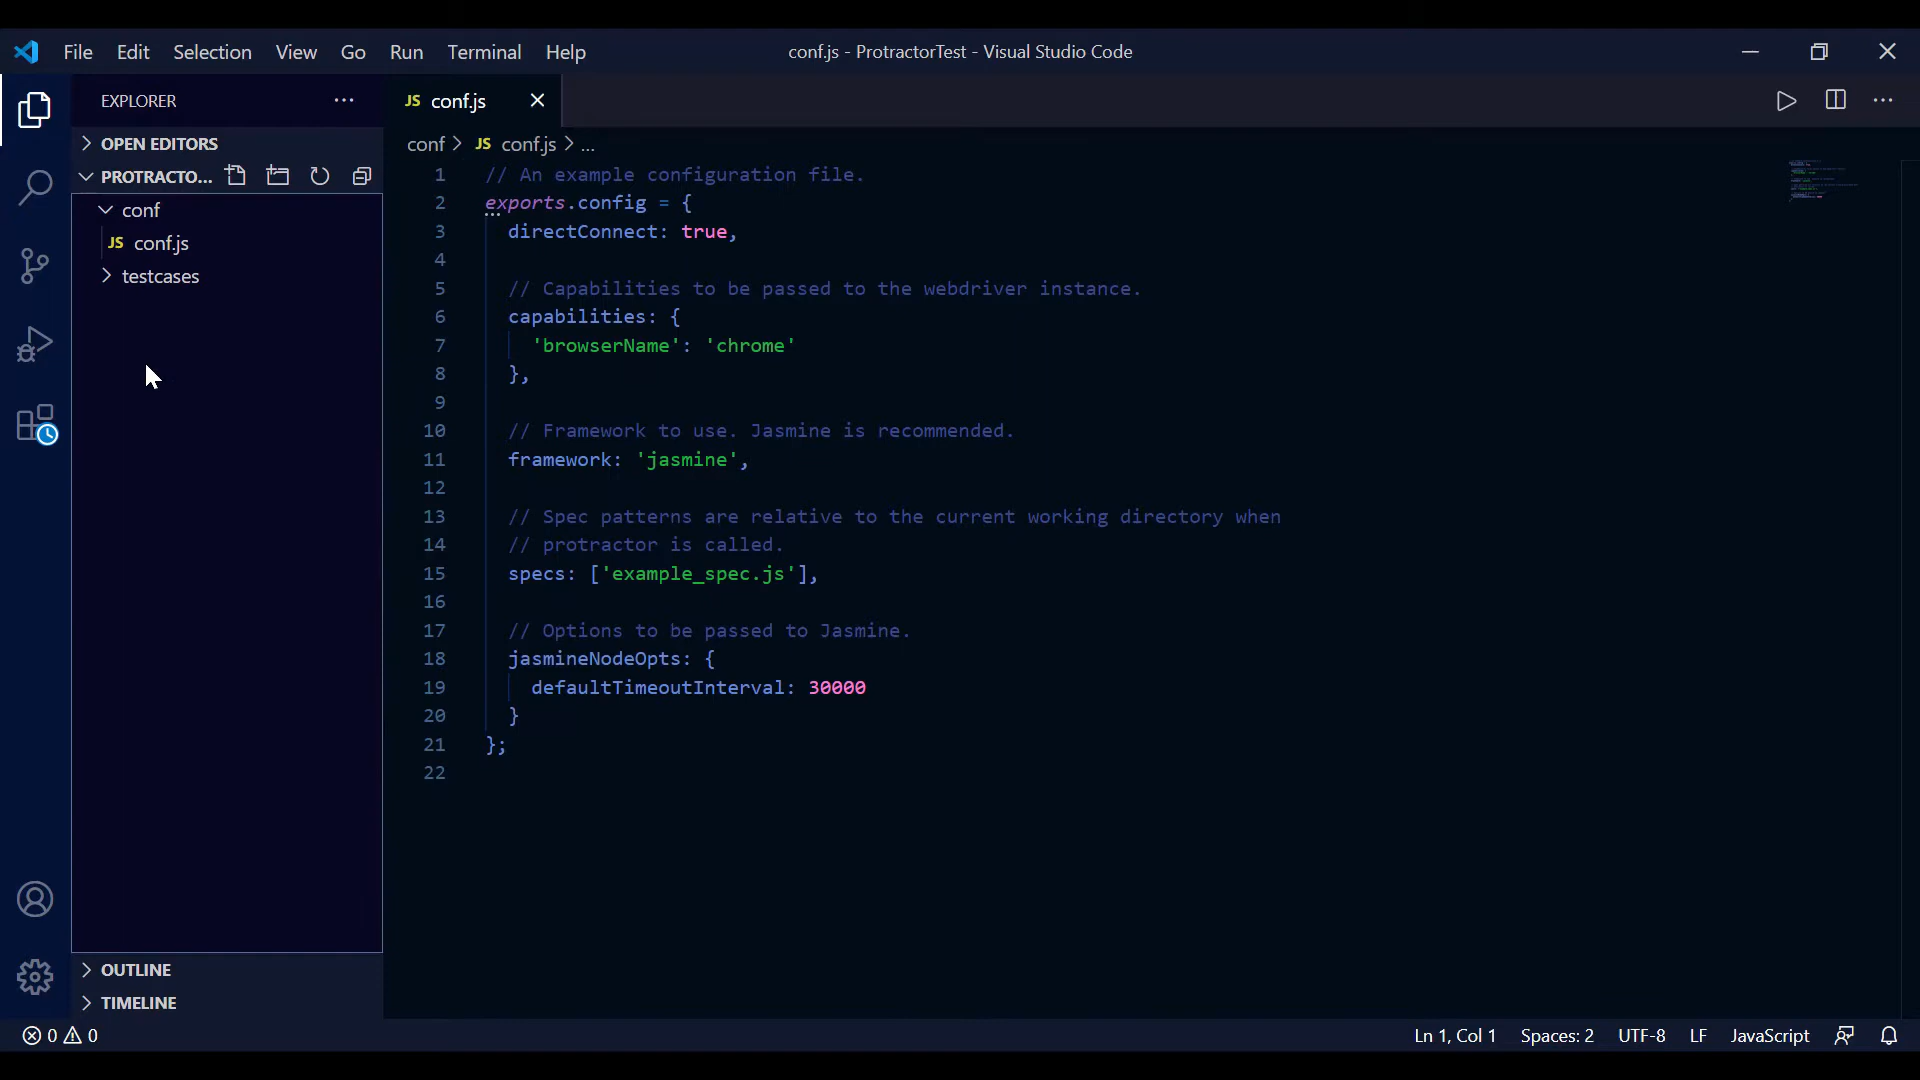 File Edit Selection View Go Run Terminal Help
conf.js - ProtractorTest - Visual Studio Code
EXPLORER
OPEN EDITORS
PROTRACTO...
conf
JS conf.js
testcases
OUTLINE
TIMELINE
JS conf.js
conf > JS conf.js > ...
1 // An example configuration file.
2 exports.config = {
3 directConnect: true,
4
5 // Capabilities to be passed to the webdriver instance.
6 capabilities: {
7 'browserName': 'chrome'
8 },
9
10 // Framework to use. Jasmine is recommended.
11 framework: 'jasmine',
12
13 // Spec patterns are relative to the current working directory when
14 // protractor is called.
15 specs: ['example_spec.js'],
16
17 // Options to be passed to Jasmine.
18 jasmineNodeOpts: {
19 defaultTimeoutInterval: 30000
20 }
21 };
22
0 0
Ln 1, Col 1 Spaces: 2 UTF-8 LF JavaScript